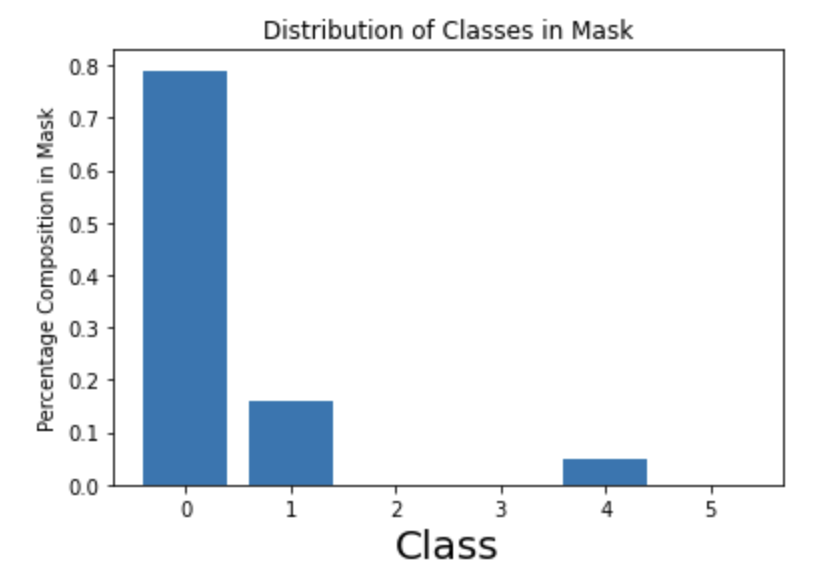 Distribution of Classes in Mask
Percentage Composition in Mask
0.8
0.7
0.6
0.5
0.4
0.3
0.2
0.1
0.0
0 1 2 3 4 5
Class